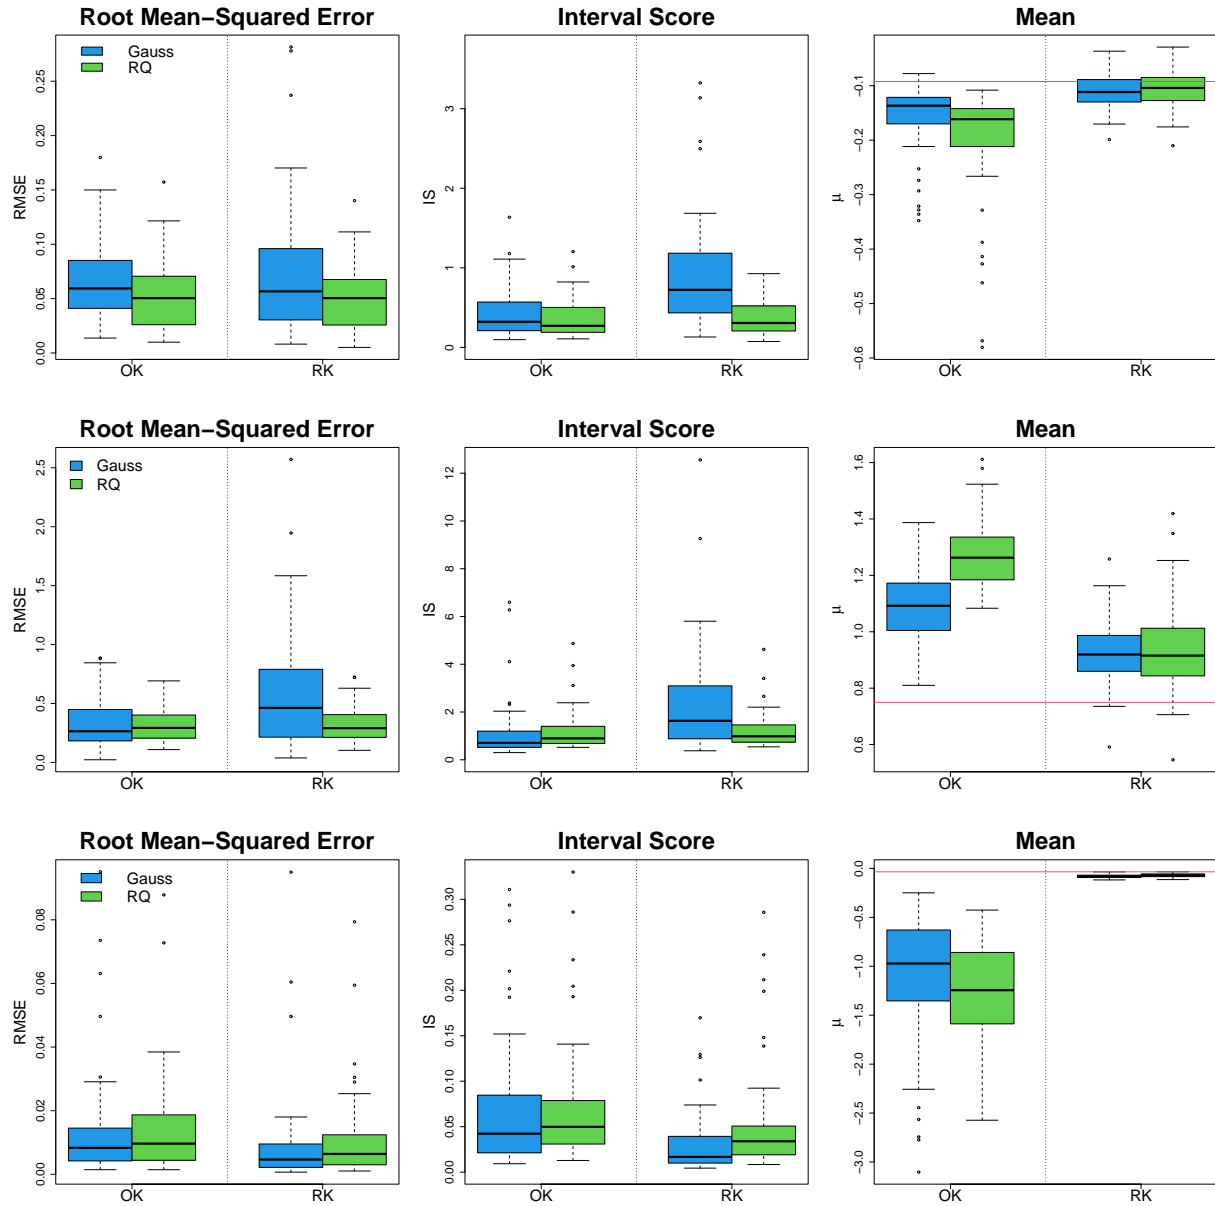 Root Mean−Squared Error
Interval Score
Mean
Gauss
RQ
RMSE
0.00
0.05
0.10
0.15
0.20
0.25
OK
RK
IS
0
1
2
3
OK
RK
μ
−0.6
−0.5
−0.4
−0.3
−0.2
−0.1
OK
RK
Root Mean−Squared Error
Interval Score
Mean
Gauss
RQ
RMSE
0.0
0.5
1.0
1.5
2.0
2.5
OK
RK
IS
0
2
4
6
8
10
12
OK
RK
μ
0.6
0.8
1.0
1.2
1.4
1.6
OK
RK
Root Mean−Squared Error
Interval Score
Mean
Gauss
RQ
RMSE
0.00
0.02
0.04
0.06
0.08
OK
RK
IS
0.00
0.05
0.10
0.15
0.20
0.25
0.30
OK
RK
μ
−3.0
−2.5
−2.0
−1.5
−1.0
−0.5
0.0
OK
RK